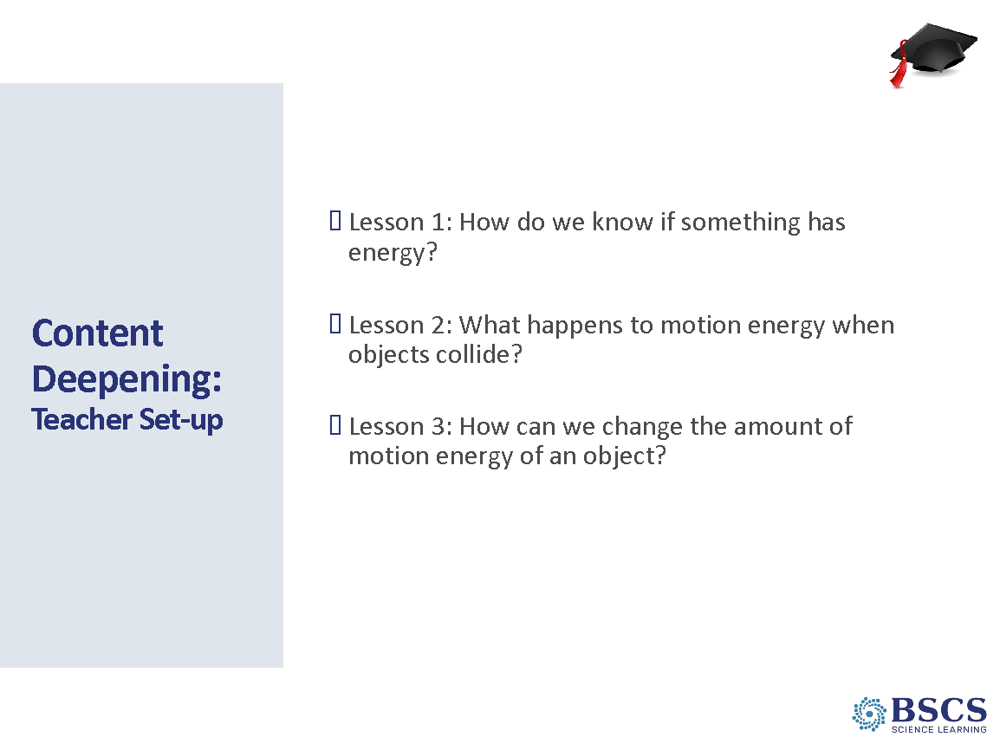 Content
Deepening:
Teacher Set-up
Lesson 1: How do we know if something has
energy?
Lesson 2: What happens to motion energy when
objects collide?
Lesson 3: How can we change the amount of
motion energy of an object?
BSCS
SCIENCE LEARNING